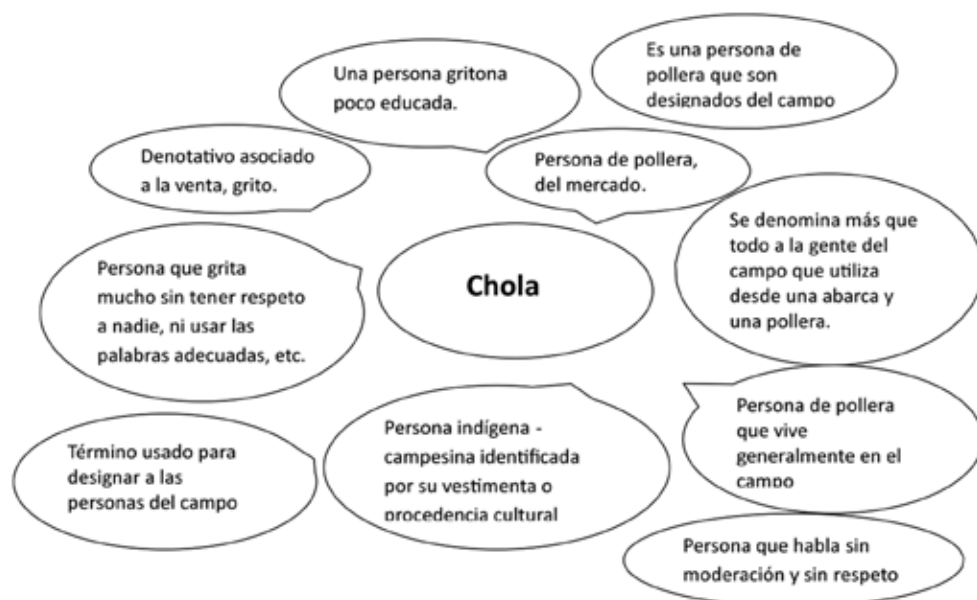 Una persona gritona
poco educada.
Es una persona de
pollera que son
designados del campo
Denotativo asociado
a la venta, grito.
Persona de pollera,
del mercado.
Se denomina más que
todo a la gente del
campo que utiliza
desde una abarca y
una pollera.
Persona que grita
mucho sin tener respeto
a nadie, ni usar las
palabras adecuadas, etc.
Chola
Persona de pollera
que vive
generalmente en el
campo
Persona indígena -
campesina identificada
por su vestimenta o
procedencia cultural
Término usado para
designar a las
personas del campo
Persona que habla sin
moderación y sin respeto